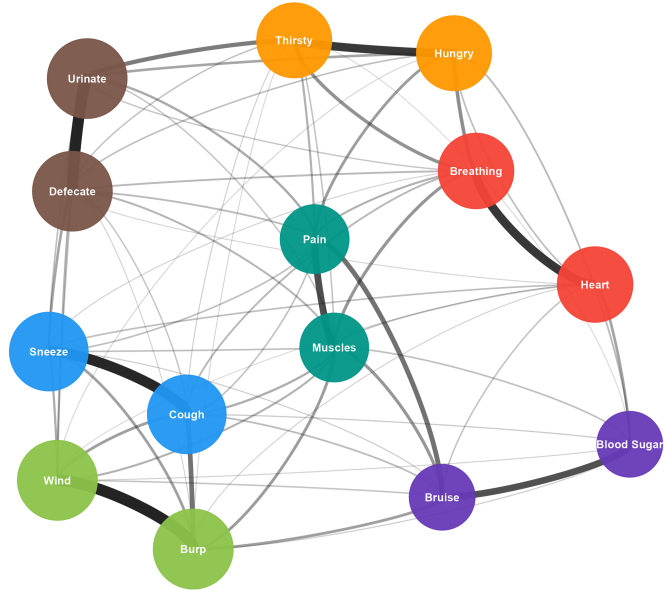 Thirsty
Hungry
Urinate
Breathing
Defecate
Pain
Heart
Muscles
Sneeze
Cough
Blood Sugar
Wind
Bruise
Burp